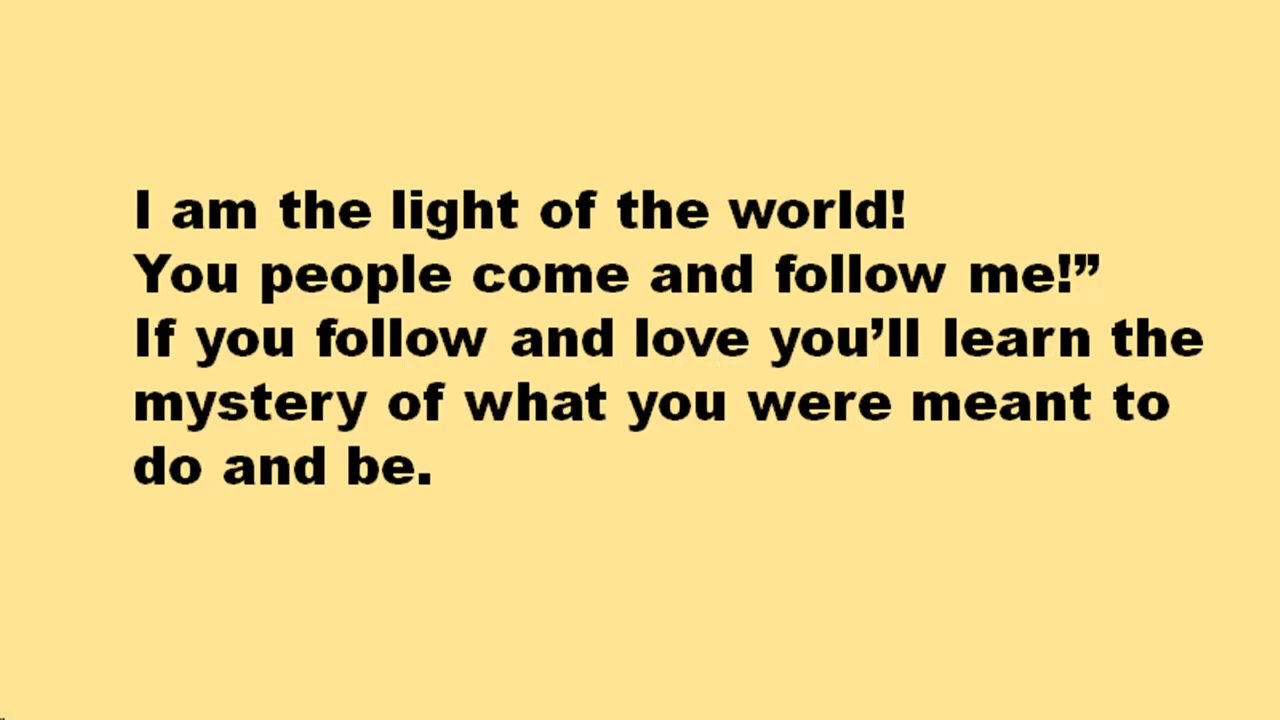 I am the light of the world!
You people come and follow me!”
If you follow and love you’ll learn the
mystery of what you were meant to
do and be.